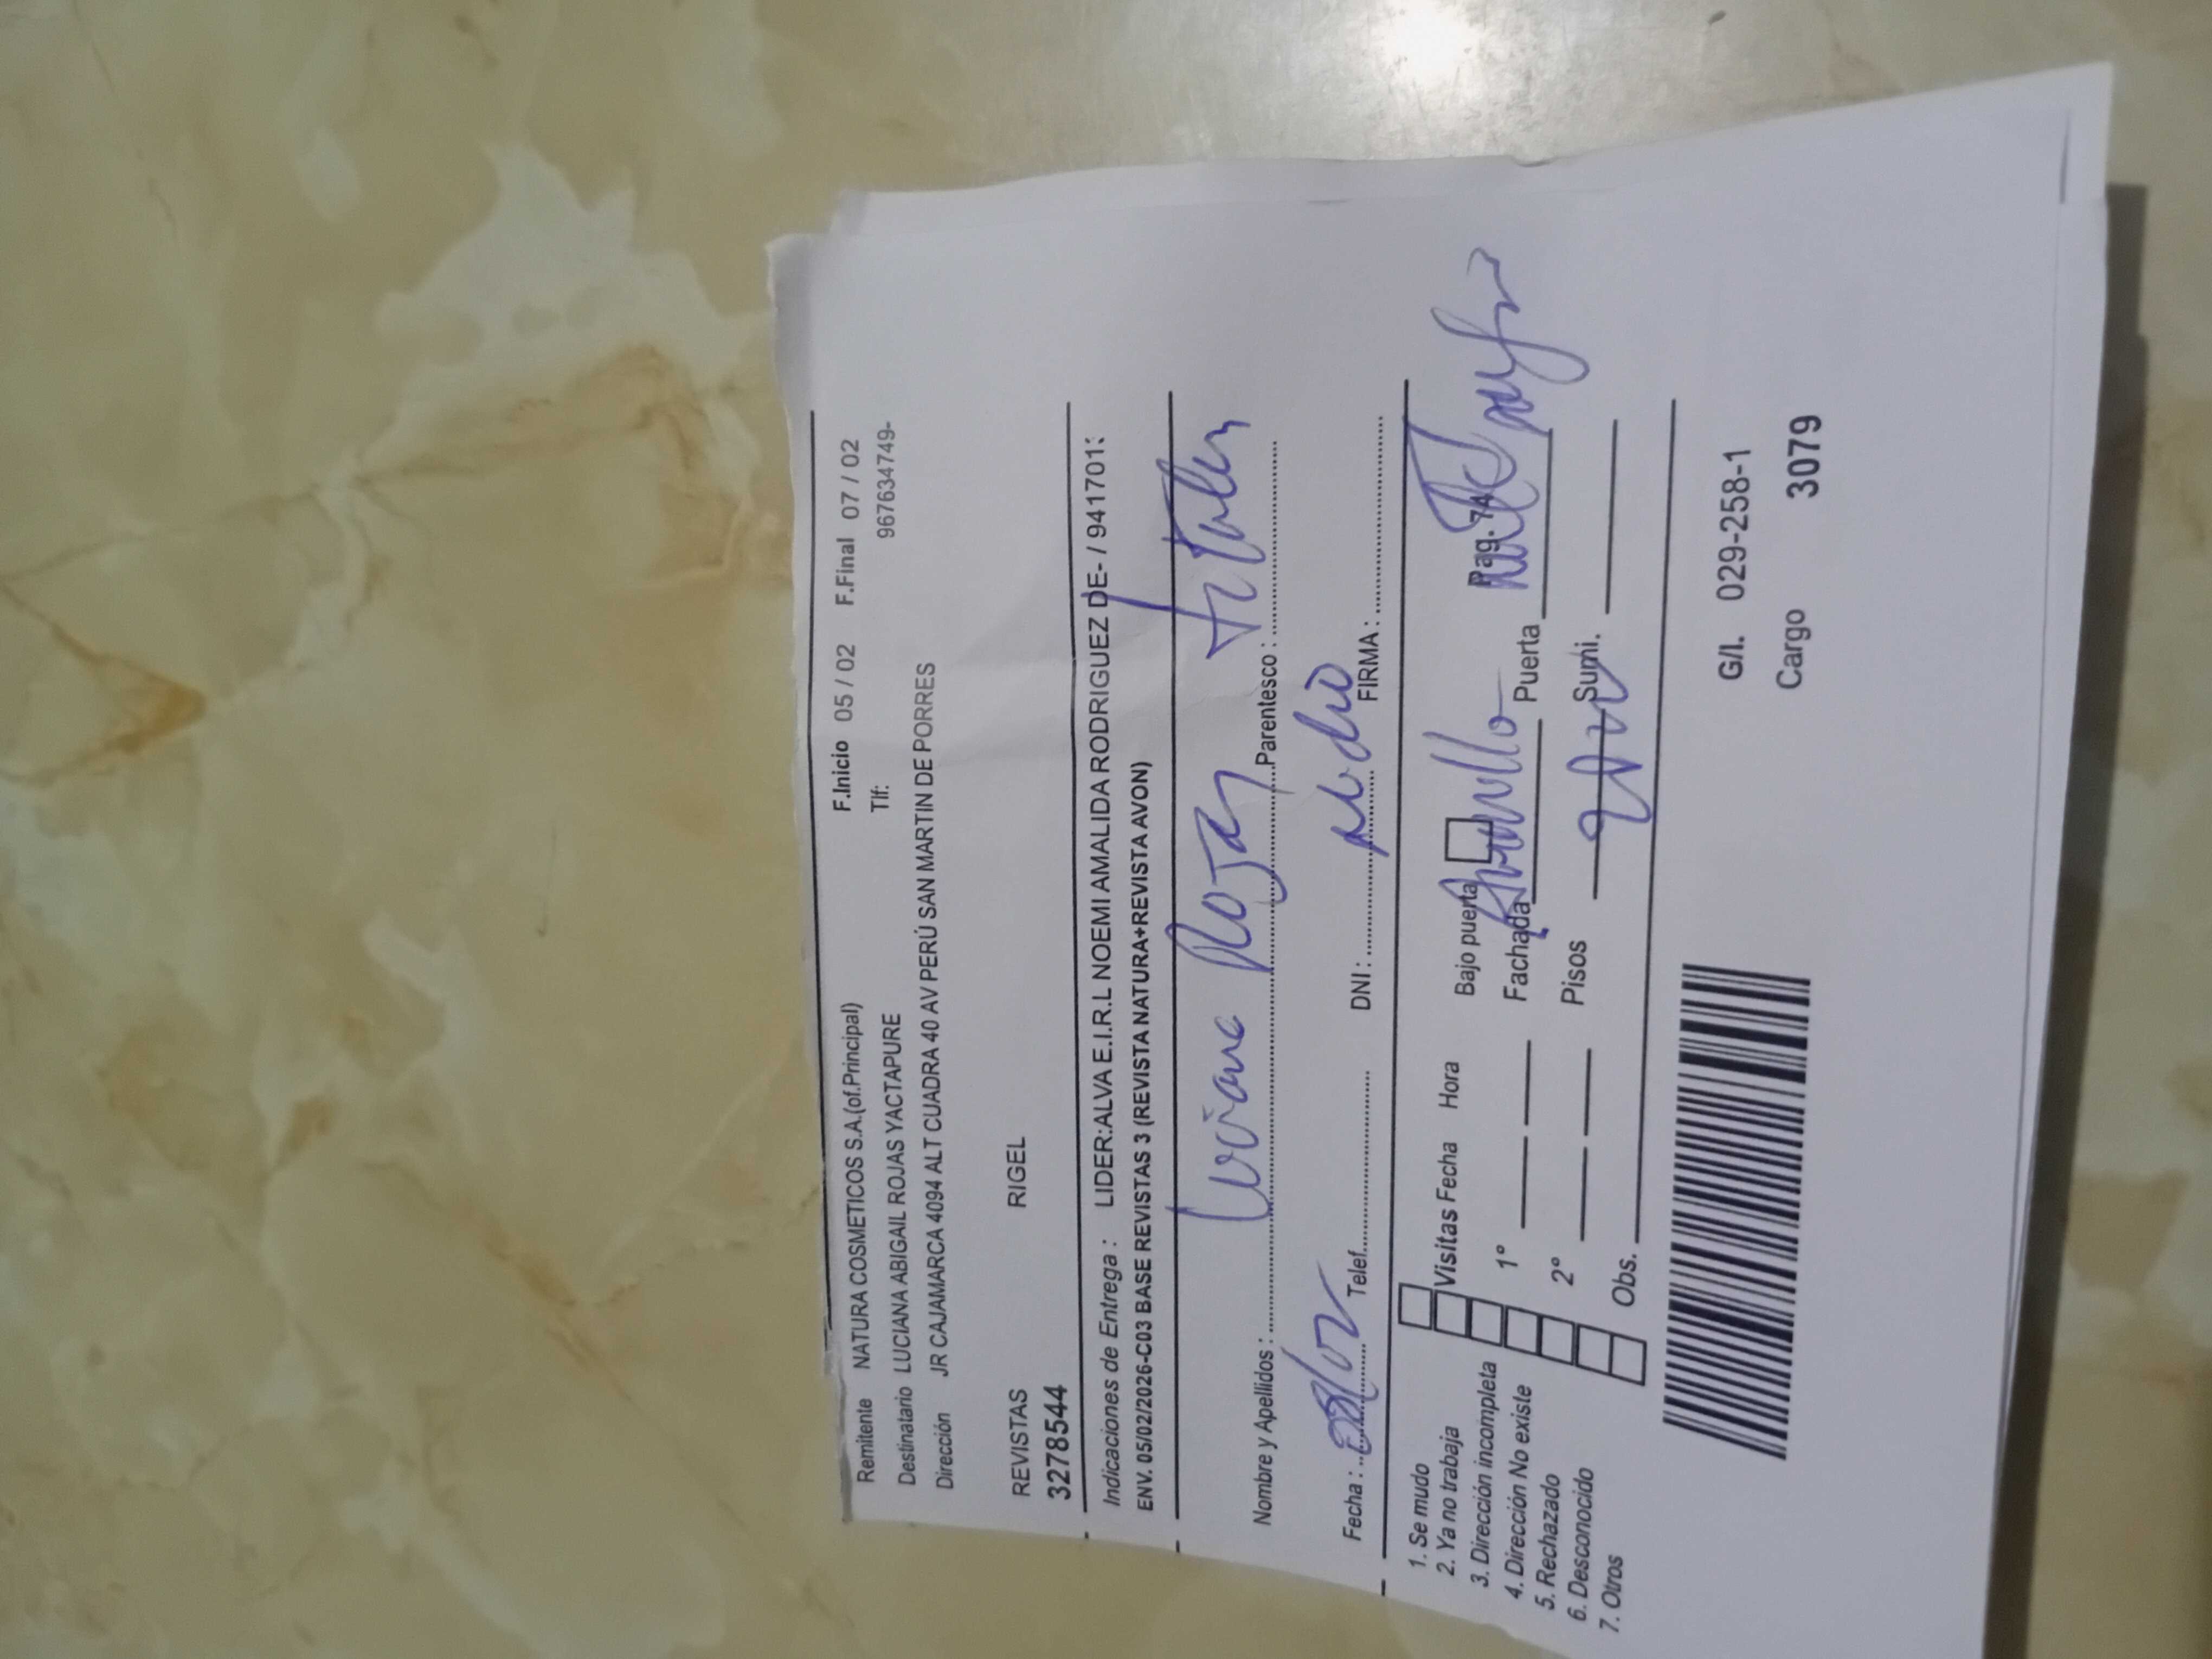 F.Inicio 05 / 02 F.Final 07 / 02
Remitente NATURA COSMETICOS S.A.(of.Principal) Tlf: 967634749-
Destinatario LUCIANA ABIGAIL ROJAS YACTAPURE
Dirección JR CAJAMARCA 4094 ALT CUADRA 40 AV PERÚ SAN MARTIN DE PORRES
REVISTAS RIGEL
3278544
Indicaciones de Entrega : LIDER:ALVA E.I.R.L NOEMI AMALIDA RODRIGUEZ DE- / 941701
ENV. 05/02/2026-C03 BASE REVISTAS 3 (REVISTA NATURA+REVISTA AVON)
Nombre y Apellidos : Luciana Rojas Parentesco : titular
Fecha : Telef. DNI : FIRMA :
1. Se mudo
2. Ya no trabaja
3. Dirección incompleta
4. Dirección No existe
5. Rechazado
6. Desconocido
7. Otros
Visitas Fecha Hora Bajo puerta Pag. 74
1° Fachada Puerta
2° Pisos Sumi.
Obs.
G/l. 029-258-1
Cargo 3079